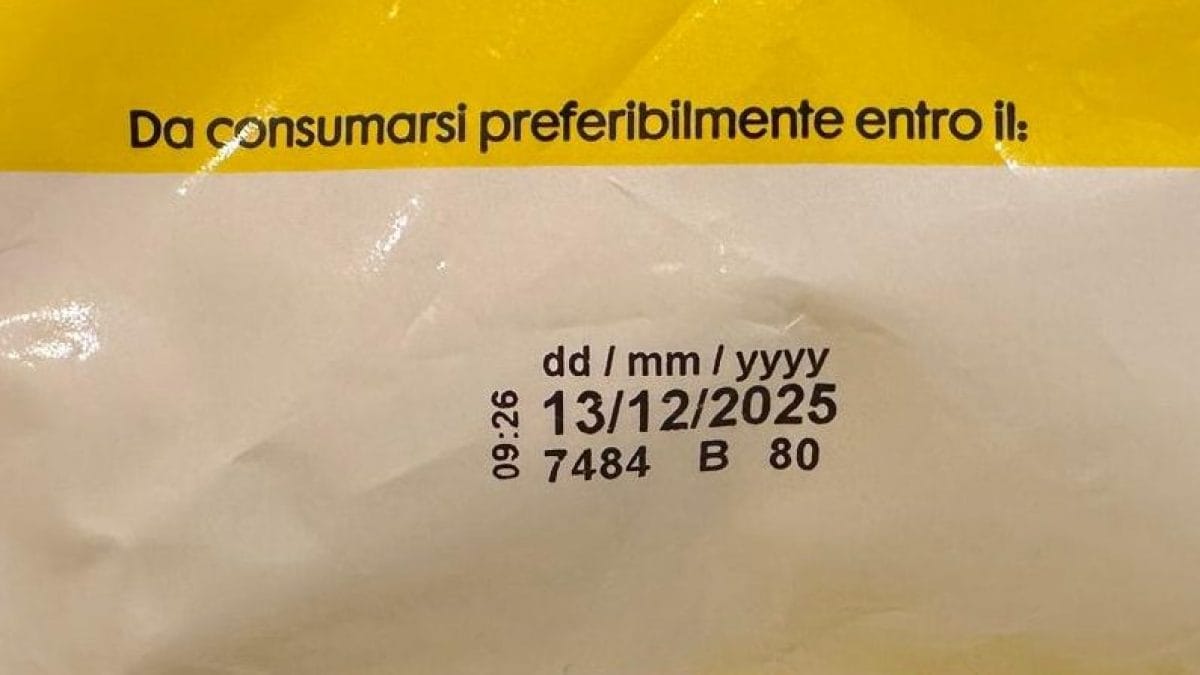 Da consumarsi preferibilmente entro il:
dd / mm / yyyy
09:26 13/12/2025
7484 B 80